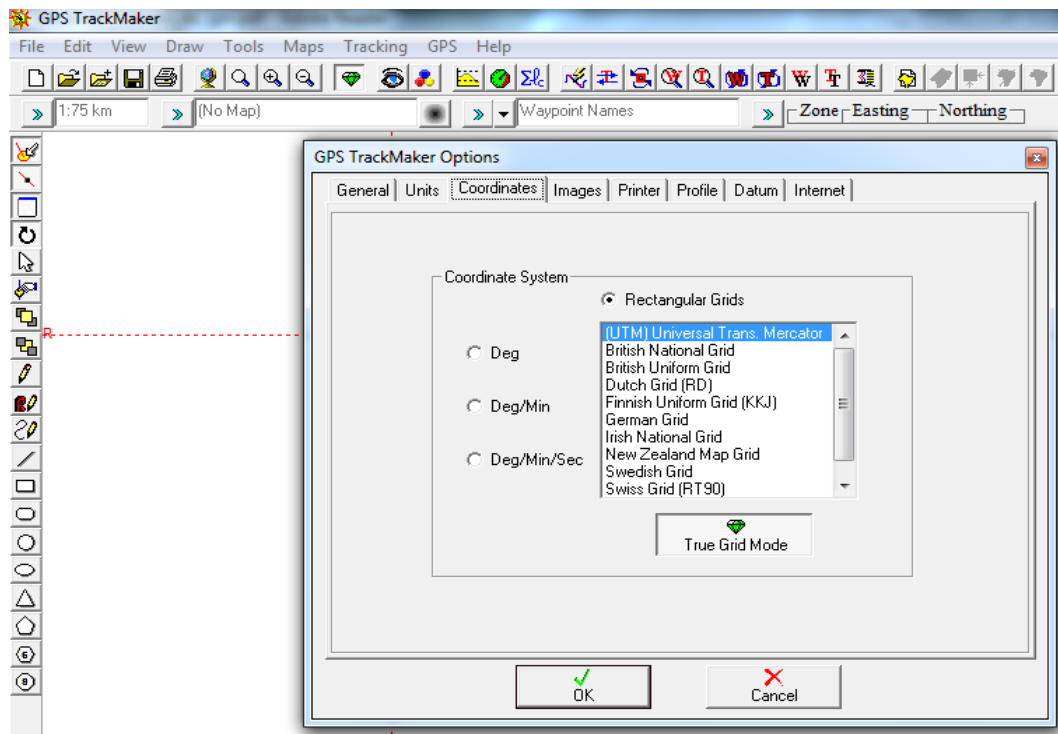 GPS TrackMaker
File Edit View Draw Tools Maps Tracking GPS Help
1:75 km (No Map) Waypoint Names Zone Easting Northing
GPS TrackMaker Options
General Units Coordinates Images Printer Profile Datum Internet
Coordinate System
Rectangular Grids
(UTM) Universal Trans. Mercator
British National Grid
British Uniform Grid
Dutch Grid (RD)
Finnish Uniform Grid (KKJ)
German Grid
Irish National Grid
New Zealand Map Grid
Swedish Grid
Swiss Grid (RT90)
Deg
Deg/Min
Deg/Min/Sec
True Grid Mode
OK
Cancel
R